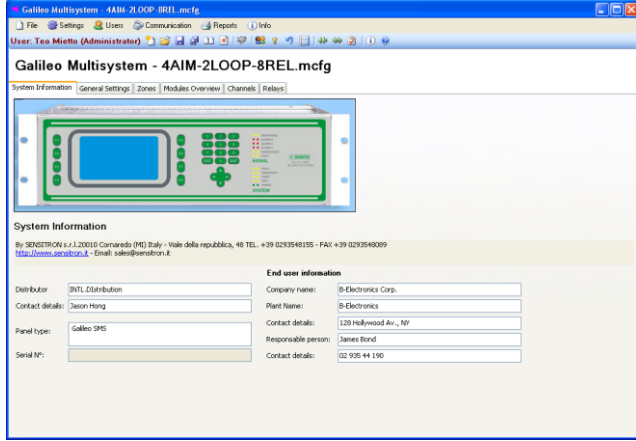 Galileo Multisystem - 4AIM-2LOOP-8REL.mcfg
File Settings Users Communication Reports Info
User: Teo Mietto (Administrator)
Galileo Multisystem - 4AIM-2LOOP-8REL.mcfg
System Information General Settings Zones Modules Overview Channels Relays
SIGNAL
SYSTEM
System Information
By SENSITRON s.r.l.20010 Cornaredo (MI) Italy - Viale della repubblica, 48 TEL. +39 0293548155 - FAX +39 0293548089
http://www.sensitron.it - Email: sales@sensitron.it
End user information
Distributor INTL.DIstribution Company name: B-Electronics Corp.
Contact details: Jason Hong Plant Name: B-Electronics
Contact details: 128 Hollywood Av., NY
Panel type: Galileo SMS Responsable person: James Bond
Serial N°: Contact details: 02 935 44 190